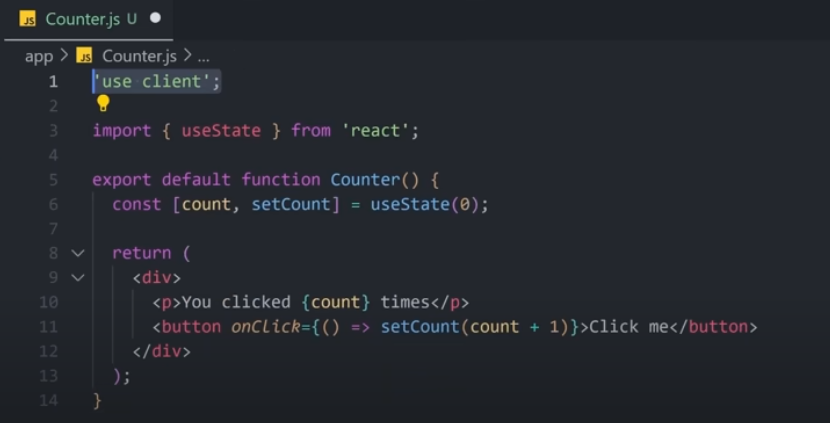 JS Counter.js U
app > JS Counter.js > ...
1 'use client';
2
3 import { useState } from 'react';
4
5 export default function Counter() {
6 const [count, setCount] = useState(0);
7
8 return (
9 <div>
10 <p>You clicked {count} times</p>
11 <button onClick={() => setCount(count + 1)}>Click me</button>
12 </div>
13 );
14 }